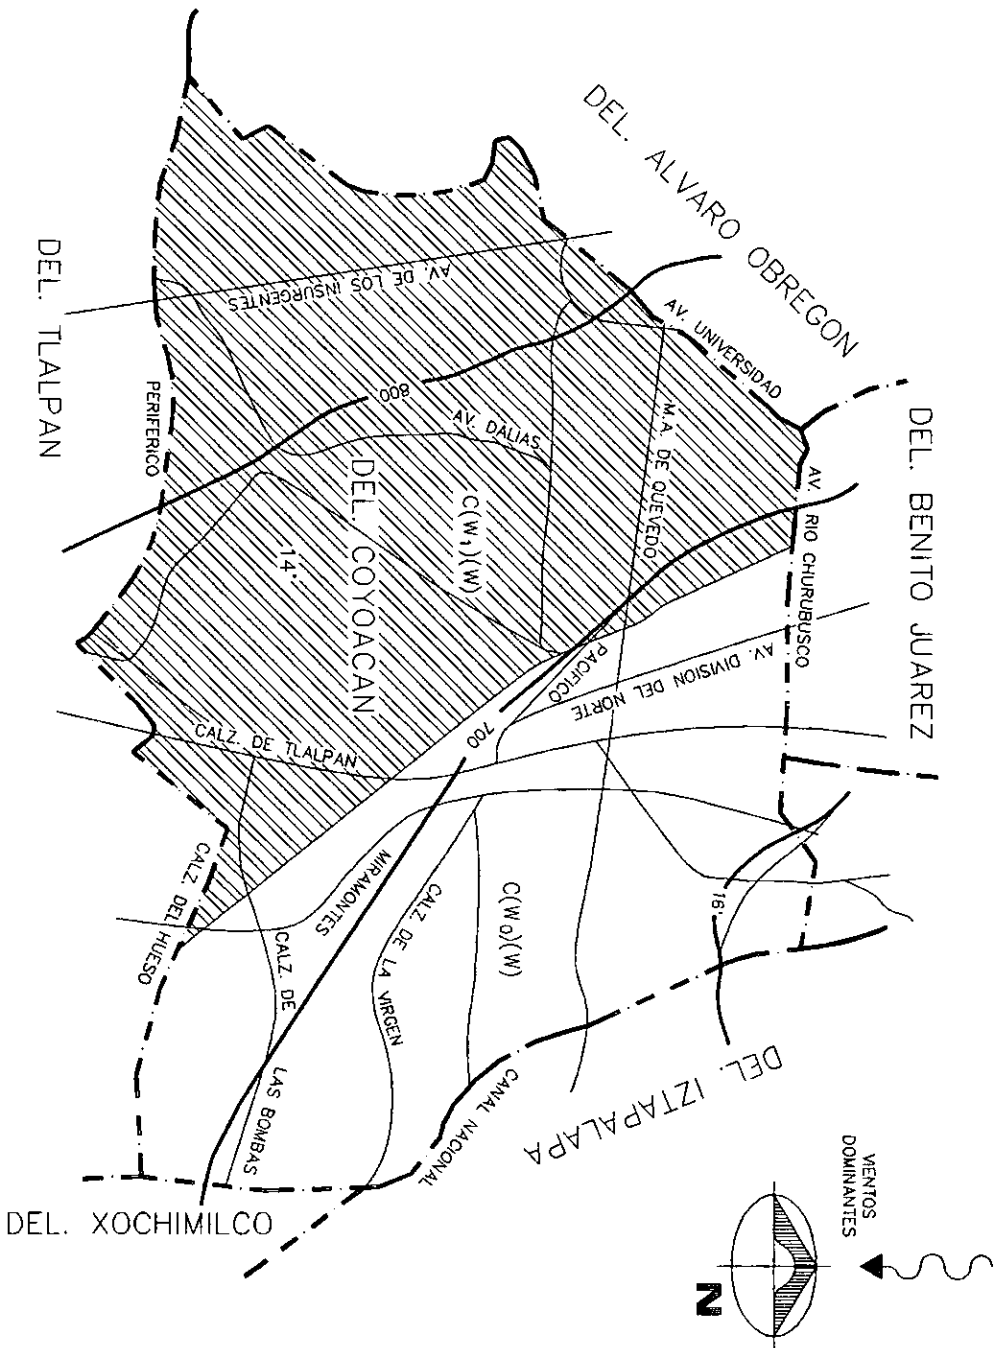 DEL. ALVARO OBREGON
DEL. BENITO JUAREZ
DEL. TLALPAN
DEL. COYOACAN
DEL. IZTAPALAPA
DEL. XOCHIMILCO
AV. DE LOS INSURGENTES
AV. UNIVERSIDAD
AV. RIO CHURUBUSCO
M.A. DE QUEVEDO
AV. DALIAS
PERIFERICO
800
C(W₁)(W)
14°
PACIFICO
AV. DIVISION DEL NORTE
700
CALZ. DE TLALPAN
MIRAMONTES
CALZ. DE LA VIRGEN
C(W₀)(W)
16°
CALZ. DEL HUESO
CALZ. DE LAS BOMBAS
CANAL NACIONAL
VIENTOS
DOMINANTES
N